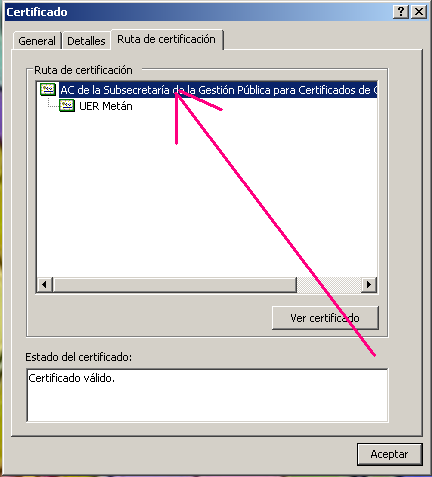 Certificado
General
Detalles
Ruta de certificación
Ruta de certificación
AC de la Subsecretaría de la Gestión Pública para Certificados de
UER Metán
Ver certificado
Estado del certificado:
Certificado válido.
Aceptar